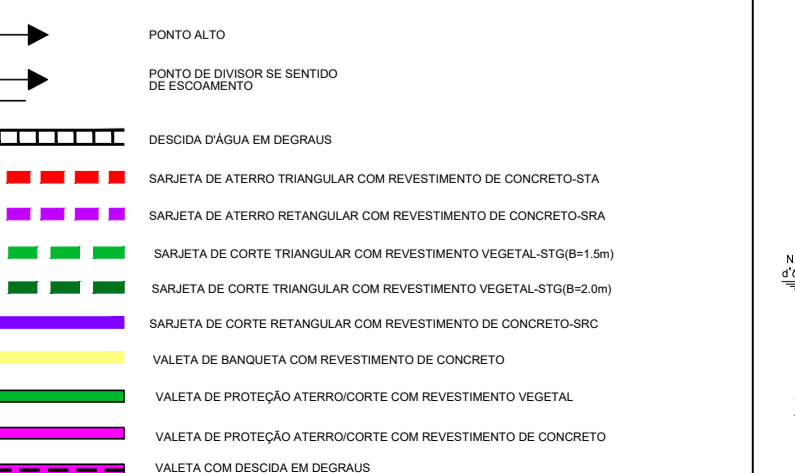 PONTO ALTO
PONTO DE DIVISOR SE SENTIDO
DE ESCOAMENTO
DESCIDA D'ÁGUA EM DEGRAUS
SARJETA DE ATERRO TRIANGULAR COM REVESTIMENTO DE CONCRETO-STA
SARJETA DE ATERRO RETANGULAR COM REVESTIMENTO DE CONCRETO-SRA
SARJETA DE CORTE TRIANGULAR COM REVESTIMENTO VEGETAL-STG(B=1.5m)
SARJETA DE CORTE TRIANGULAR COM REVESTIMENTO VEGETAL-STG(B=2.0m)
SARJETA DE CORTE RETANGULAR COM REVESTIMENTO DE CONCRETO-SRC
VALETA DE BANQUETA COM REVESTIMENTO DE CONCRETO
VALETA DE PROTEÇÃO ATERRO/CORTE COM REVESTIMENTO VEGETAL
VALETA DE PROTEÇÃO ATERRO/CORTE COM REVESTIMENTO DE CONCRETO
VALETA COM DESCIDA EM DEGRAUS